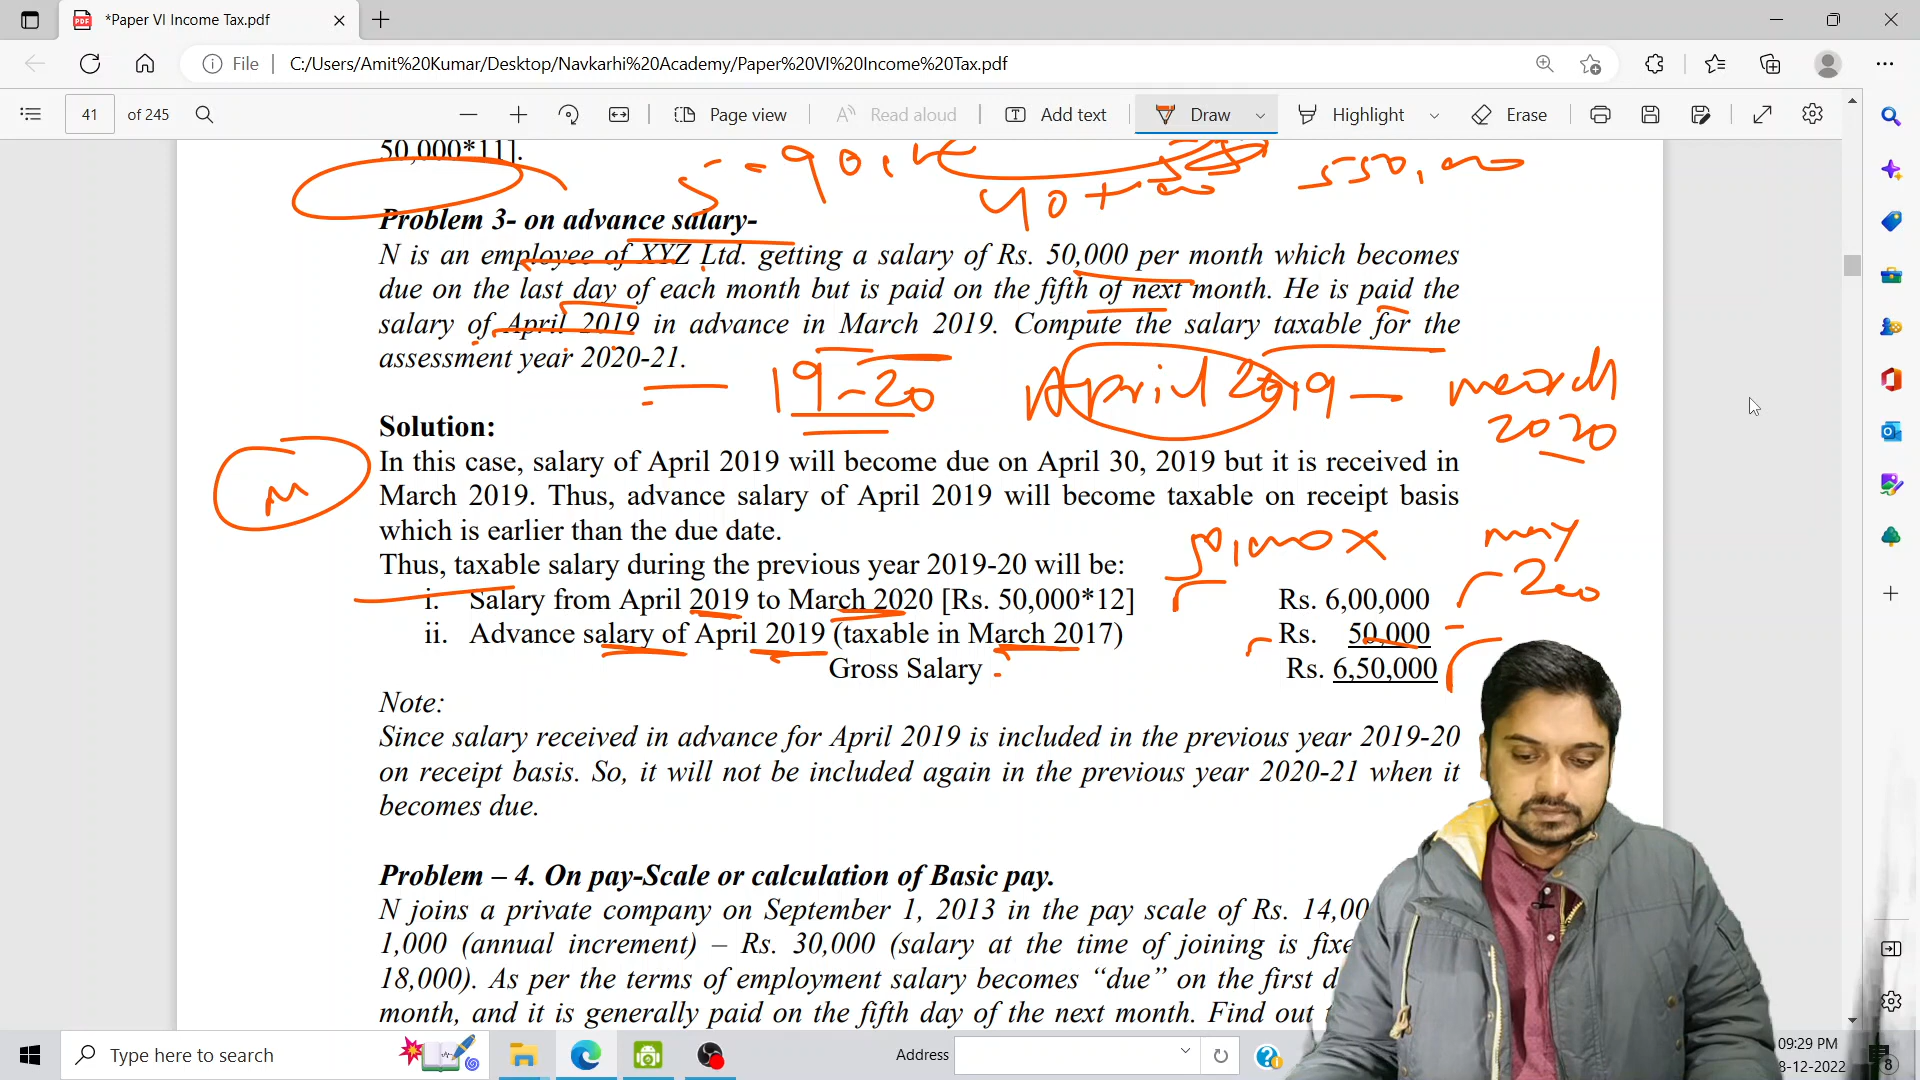 *Paper VI Income Tax.pdf
File
C:/Users/Amit%20Kumar/Desktop/Navkarhi%20Academy/Paper%20VI%20Income%20Tax.pdf
41 of 245
Page view
Read aloud
Add text
Draw
Highlight
Erase
50,000*11].
550,000
40+
Problem 3- on advance salary-
N is an employee of XYZ Ltd. getting a salary of Rs. 50,000 per month which becomes
due on the last day of each month but is paid on the fifth of next month. He is paid the
salary of April 2019 in advance in March 2019. Compute the salary taxable for the
assessment year 2020-21.
19-20 April 2019 – March
2020
Solution:
In this case, salary of April 2019 will become due on April 30, 2019 but it is received in
March 2019. Thus, advance salary of April 2019 will become taxable on receipt basis
which is earlier than the due date.
Thus, taxable salary during the previous year 2019-20 will be:
i. Salary from April 2019 to March 2020 [Rs. 50,000*12] Rs. 6,00,000
ii. Advance salary of April 2019 (taxable in March 2017) Rs. 50,000
Gross Salary Rs. 6,50,000
Note:
Since salary received in advance for April 2019 is included in the previous year 2019-20
on receipt basis. So, it will not be included again in the previous year 2020-21 when it
becomes due.
Problem – 4. On pay-Scale or calculation of Basic pay.
N joins a private company on September 1, 2013 in the pay scale of Rs. 14,00
1,000 (annual increment) – Rs. 30,000 (salary at the time of joining is fixe
18,000). As per the terms of employment salary becomes “due” on the first d
month, and it is generally paid on the fifth day of the next month. Find out
Type here to search
Address
09:29 PM
8-12-2022
8